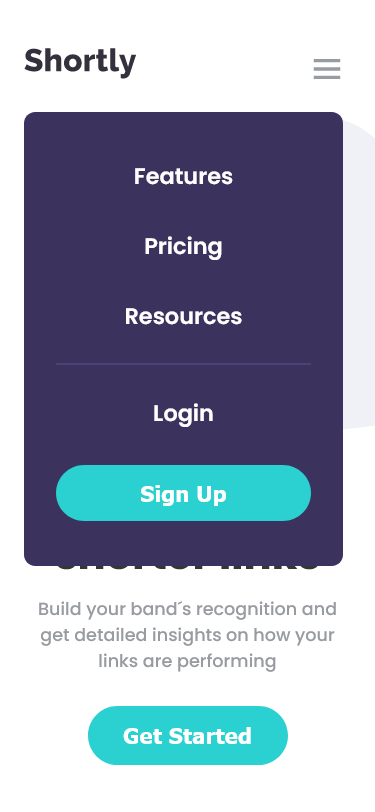 Shortly
Features
Pricing
Resources
Login
Sign Up
Build your band´s recognition and
get detailed insights on how your
links are performing
Get Started